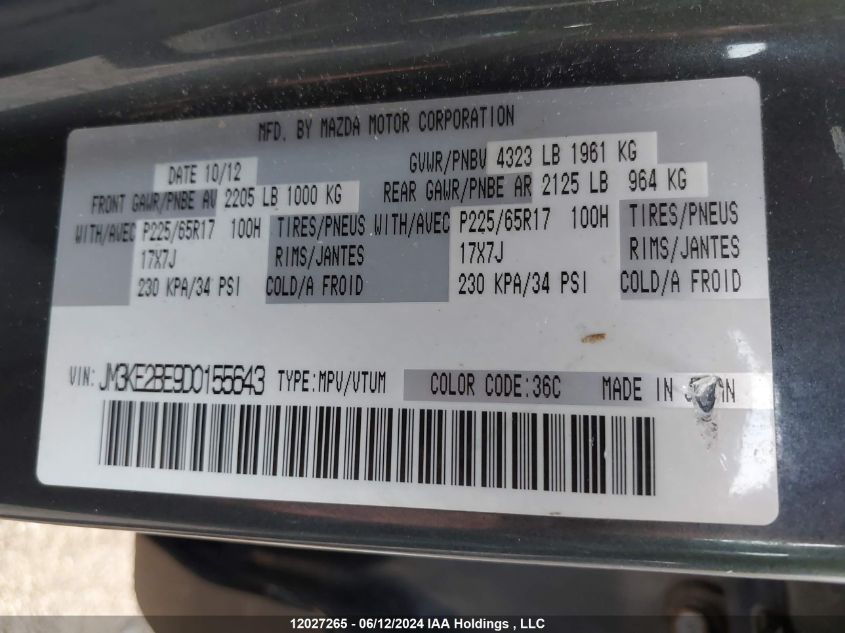 MFD. BY MAZDA MOTOR CORPORATION
DATE 10/12 GVWR/PNBV 4323 LB 1961 KG
FRONT GAWR/PNBE AV 2205 LB 1000 KG REAR GAWR/PNBE AR 2125 LB 964 KG
WITH/AVEC P225/65R17 100H TIRES/PNEUS WITH/AVEC P225/65R17 100H TIRES/PNEUS
17X7J RIMS/JANTES 17X7J RIMS/JANTES
230 KPA/34 PSI COLD/A FROID 230 KPA/34 PSI COLD/A FROID
VIN: JM3KE2BE9D0155643 TYPE:MPV/VTUM COLOR CODE:36C MADE IN
12027265 - 06/12/2024 IAA Holdings , LLC